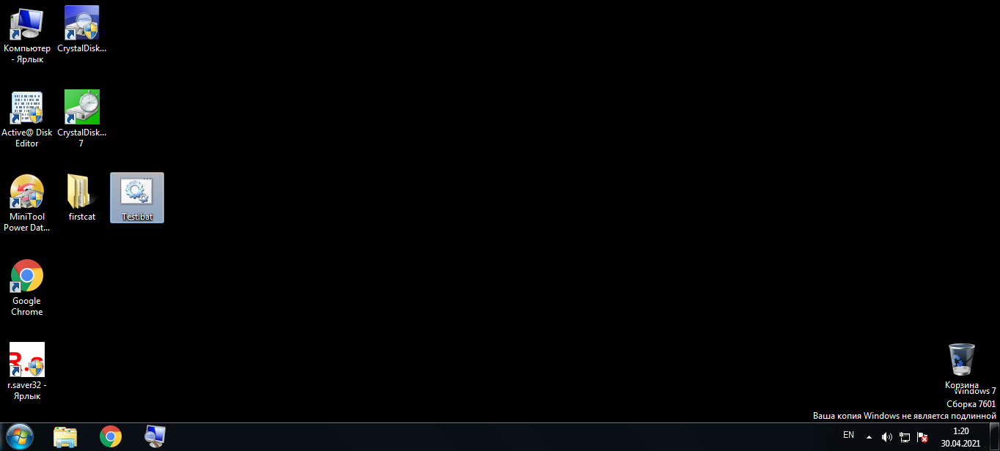 Компьютер
- Ярлык
CrystalDisk...
Active@ Disk
Editor
CrystalDisk...
7
MiniTool
Power Dat...
firstcat
Test.bat
Google
Chrome
R.s
r.saver32 -
Ярлык
Корзина
Windows 7
Сборка 7601
Ваша копия Windows не является подлинной
EN
1:20
30.04.2021